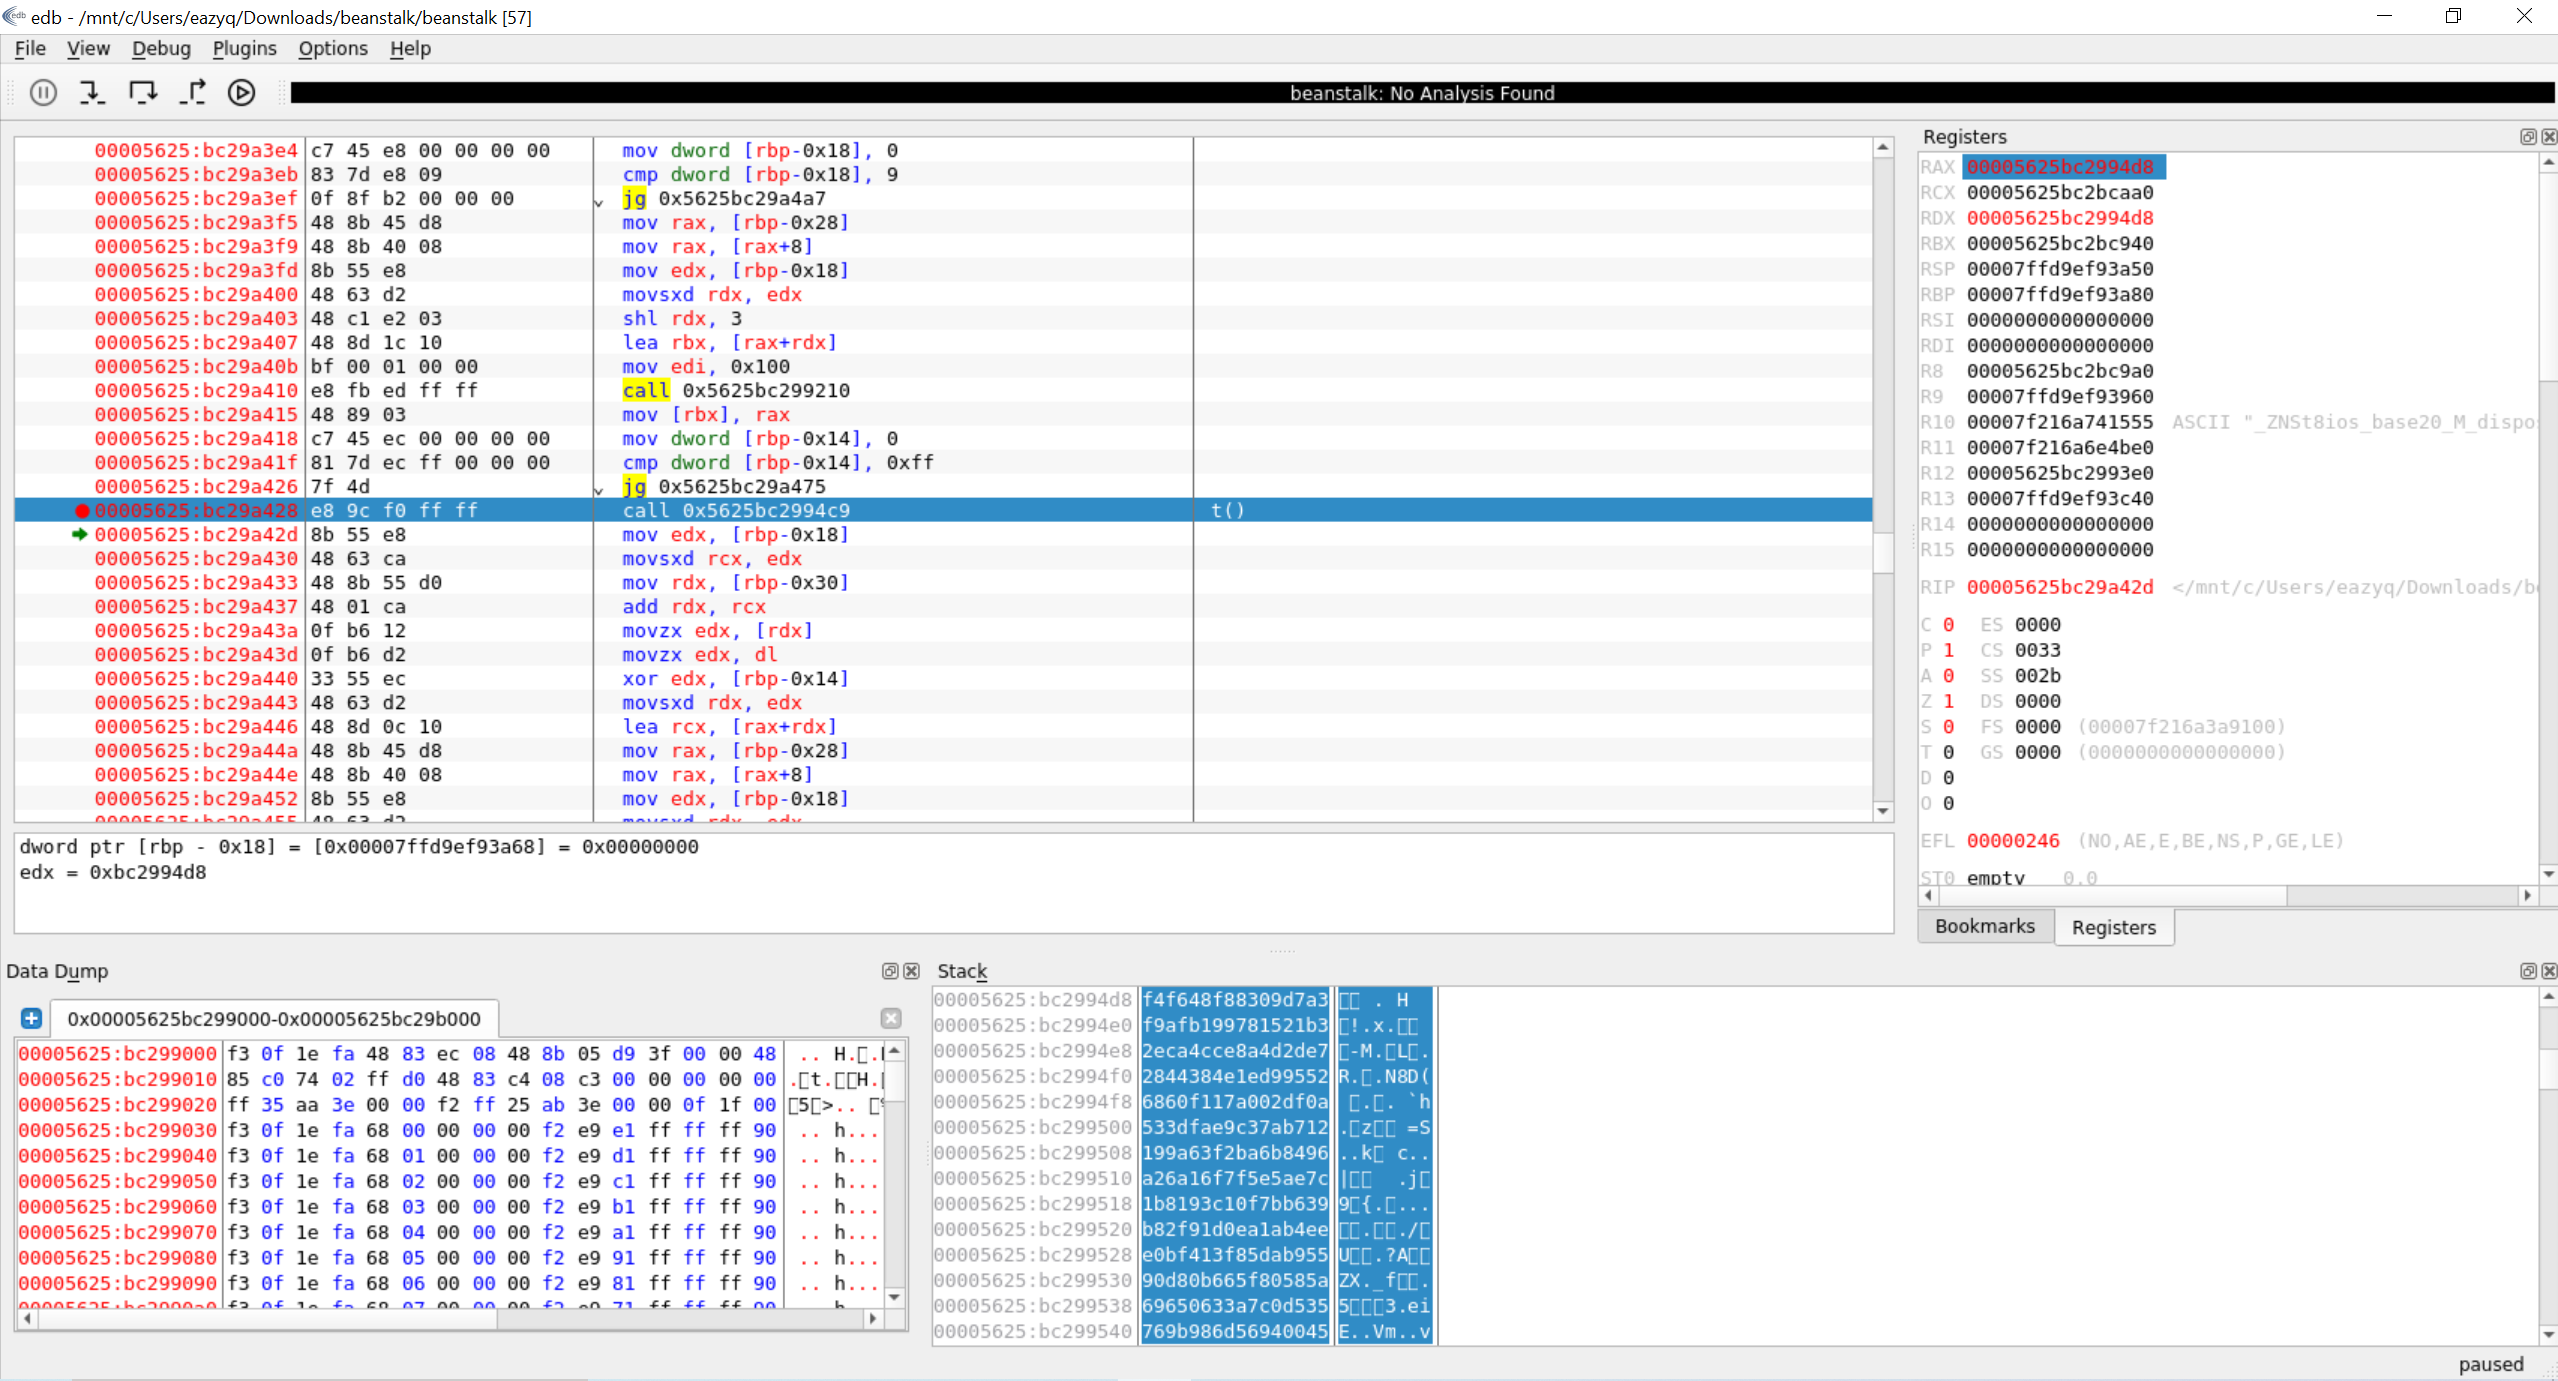 edb - /mnt/c/Users/eazyq/Downloads/beanstalk/beanstalk [57]
File View Debug Plugins Options Help
beanstalk: No Analysis Found
00005625:bc29a3e4 c7 45 e8 00 00 00 00 mov dword [rbp-0x18], 0
00005625:bc29a3eb 83 7d e8 09 cmp dword [rbp-0x18], 9
00005625:bc29a3ef 0f 8f b2 00 00 00 jg 0x5625bc29a4a7
00005625:bc29a3f5 48 8b 45 d8 mov rax, [rbp-0x28]
00005625:bc29a3f9 48 8b 40 08 mov rax, [rax+8]
00005625:bc29a3fd 8b 55 e8 mov edx, [rbp-0x18]
00005625:bc29a400 48 63 d2 movsxd rdx, edx
00005625:bc29a403 48 c1 e2 03 shl rdx, 3
00005625:bc29a407 48 8d 1c 10 lea rbx, [rax+rdx]
00005625:bc29a40b bf 00 01 00 00 mov edi, 0x100
00005625:bc29a410 e8 fb ed ff ff call 0x5625bc299210
00005625:bc29a415 48 89 03 mov [rbx], rax
00005625:bc29a418 c7 45 ec 00 00 00 00 mov dword [rbp-0x14], 0
00005625:bc29a41f 81 7d ec ff 00 00 00 cmp dword [rbp-0x14], 0xff
00005625:bc29a426 7f 4d jg 0x5625bc29a475
00005625:bc29a428 e8 9c f0 ff ff call 0x5625bc2994c9 t()
00005625:bc29a42d 8b 55 e8 mov edx, [rbp-0x18]
00005625:bc29a430 48 63 ca movsxd rcx, edx
00005625:bc29a433 48 8b 55 d0 mov rdx, [rbp-0x30]
00005625:bc29a437 48 01 ca add rdx, rcx
00005625:bc29a43a 0f b6 12 movzx edx, [rdx]
00005625:bc29a43d 0f b6 d2 movzx edx, dl
00005625:bc29a440 33 55 ec xor edx, [rbp-0x14]
00005625:bc29a443 48 63 d2 movsxd rdx, edx
00005625:bc29a446 48 8d 0c 10 lea rcx, [rax+rdx]
00005625:bc29a44a 48 8b 45 d8 mov rax, [rbp-0x28]
00005625:bc29a44e 48 8b 40 08 mov rax, [rax+8]
00005625:bc29a452 8b 55 e8 mov edx, [rbp-0x18]
dword ptr [rbp - 0x18] = [0x00007ffd9ef93a68] = 0x00000000
edx = 0xbc2994d8
Registers
RAX 00005625bc2994d8
RCX 00005625bc2bcaa0
RDX 00005625bc2994d8
RBX 00005625bc2bc940
RSP 00007ffd9ef93a50
RBP 00007ffd9ef93a80
RSI 0000000000000000
RDI 0000000000000000
R8 00005625bc2bc9a0
R9 00007ffd9ef93960
R10 00007f216a741555 ASCII "_ZNSt8ios_base20_M_dispo
R11 00007f216a6e4be0
R12 00005625bc2993e0
R13 00007ffd9ef93c40
R14 0000000000000000
R15 0000000000000000
RIP 00005625bc29a42d </mnt/c/Users/eazyq/Downloads/b
C 0 ES 0000
P 1 CS 0033
A 0 SS 002b
Z 1 DS 0000
S 0 FS 0000 (00007f216a3a9100)
T 0 GS 0000 (0000000000000000)
D 0
O 0
EFL 00000246 (NO,AE,E,BE,NS,P,GE,LE)
ST0 empty 0.0
Bookmarks Registers
Data Dump
0x00005625bc299000-0x00005625bc29b000
00005625:bc299000 f3 0f 1e fa 48 83 ec 08 48 8b 05 d9 3f 00 00 48
00005625:bc299010 85 c0 74 02 ff d0 48 83 c4 08 c3 00 00 00 00 00
00005625:bc299020 ff 35 aa 3e 00 00 f2 ff 25 ab 3e 00 00 0f 1f 00
00005625:bc299030 f3 0f 1e fa 68 00 00 00 00 f2 e9 e1 ff ff ff 90 .. h...
00005625:bc299040 f3 0f 1e fa 68 01 00 00 00 f2 e9 d1 ff ff ff 90 .. h...
00005625:bc299050 f3 0f 1e fa 68 02 00 00 00 f2 e9 c1 ff ff ff 90 .. h...
00005625:bc299060 f3 0f 1e fa 68 03 00 00 00 f2 e9 b1 ff ff ff 90 .. h...
00005625:bc299070 f3 0f 1e fa 68 04 00 00 00 f2 e9 a1 ff ff ff 90 .. h...
00005625:bc299080 f3 0f 1e fa 68 05 00 00 00 f2 e9 91 ff ff ff 90 .. h...
00005625:bc299090 f3 0f 1e fa 68 06 00 00 00 f2 e9 81 ff ff ff 90 .. h...
Stack
00005625:bc2994d8 f4f648f88309d7a3
00005625:bc2994e0 f9afb199781521b3
00005625:bc2994e8 2eca4cce8a4d2de7
00005625:bc2994f0 2844384e1ed99552
00005625:bc2994f8 6860f117a002df0a
00005625:bc299500 533dfae9c37ab712
00005625:bc299508 199a63f2ba6b8496
00005625:bc299510 a26a16f7f5e5ae7c
00005625:bc299518 1b8193c10f7bb639
00005625:bc299520 b82f91d0ea1ab4ee
00005625:bc299528 e0bf413f85dab955
00005625:bc299530 90d80b665f80585a
00005625:bc299538 69650633a7c0d535
00005625:bc299540 769b986d56940045 E..Vm..v
paused